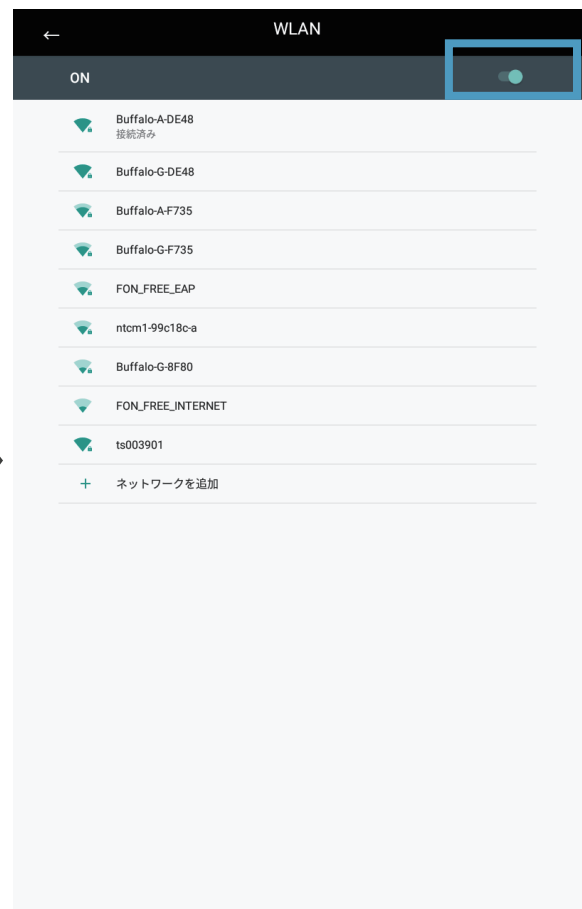 WLAN
ON
Buffalo-A-DE48
接続済み
Buffalo-G-DE48
Buffalo-A-F735
Buffalo-G-F735
FON_FREE_EAP
ntcm1-99c18c-a
Buffalo-G-8F80
FON_FREE_INTERNET
ts003901
ネットワークを追加